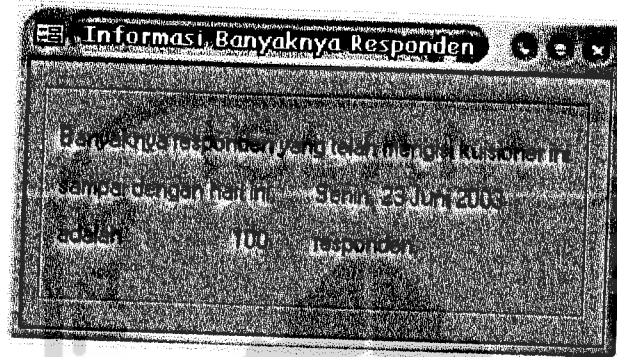 Informasi Banyaknya Responden
Banyaknya responden yang telah mengisi kuisioner ini
sampai dengan hari ini, Senin, 23 Juni 2003
adalah 100 responden.